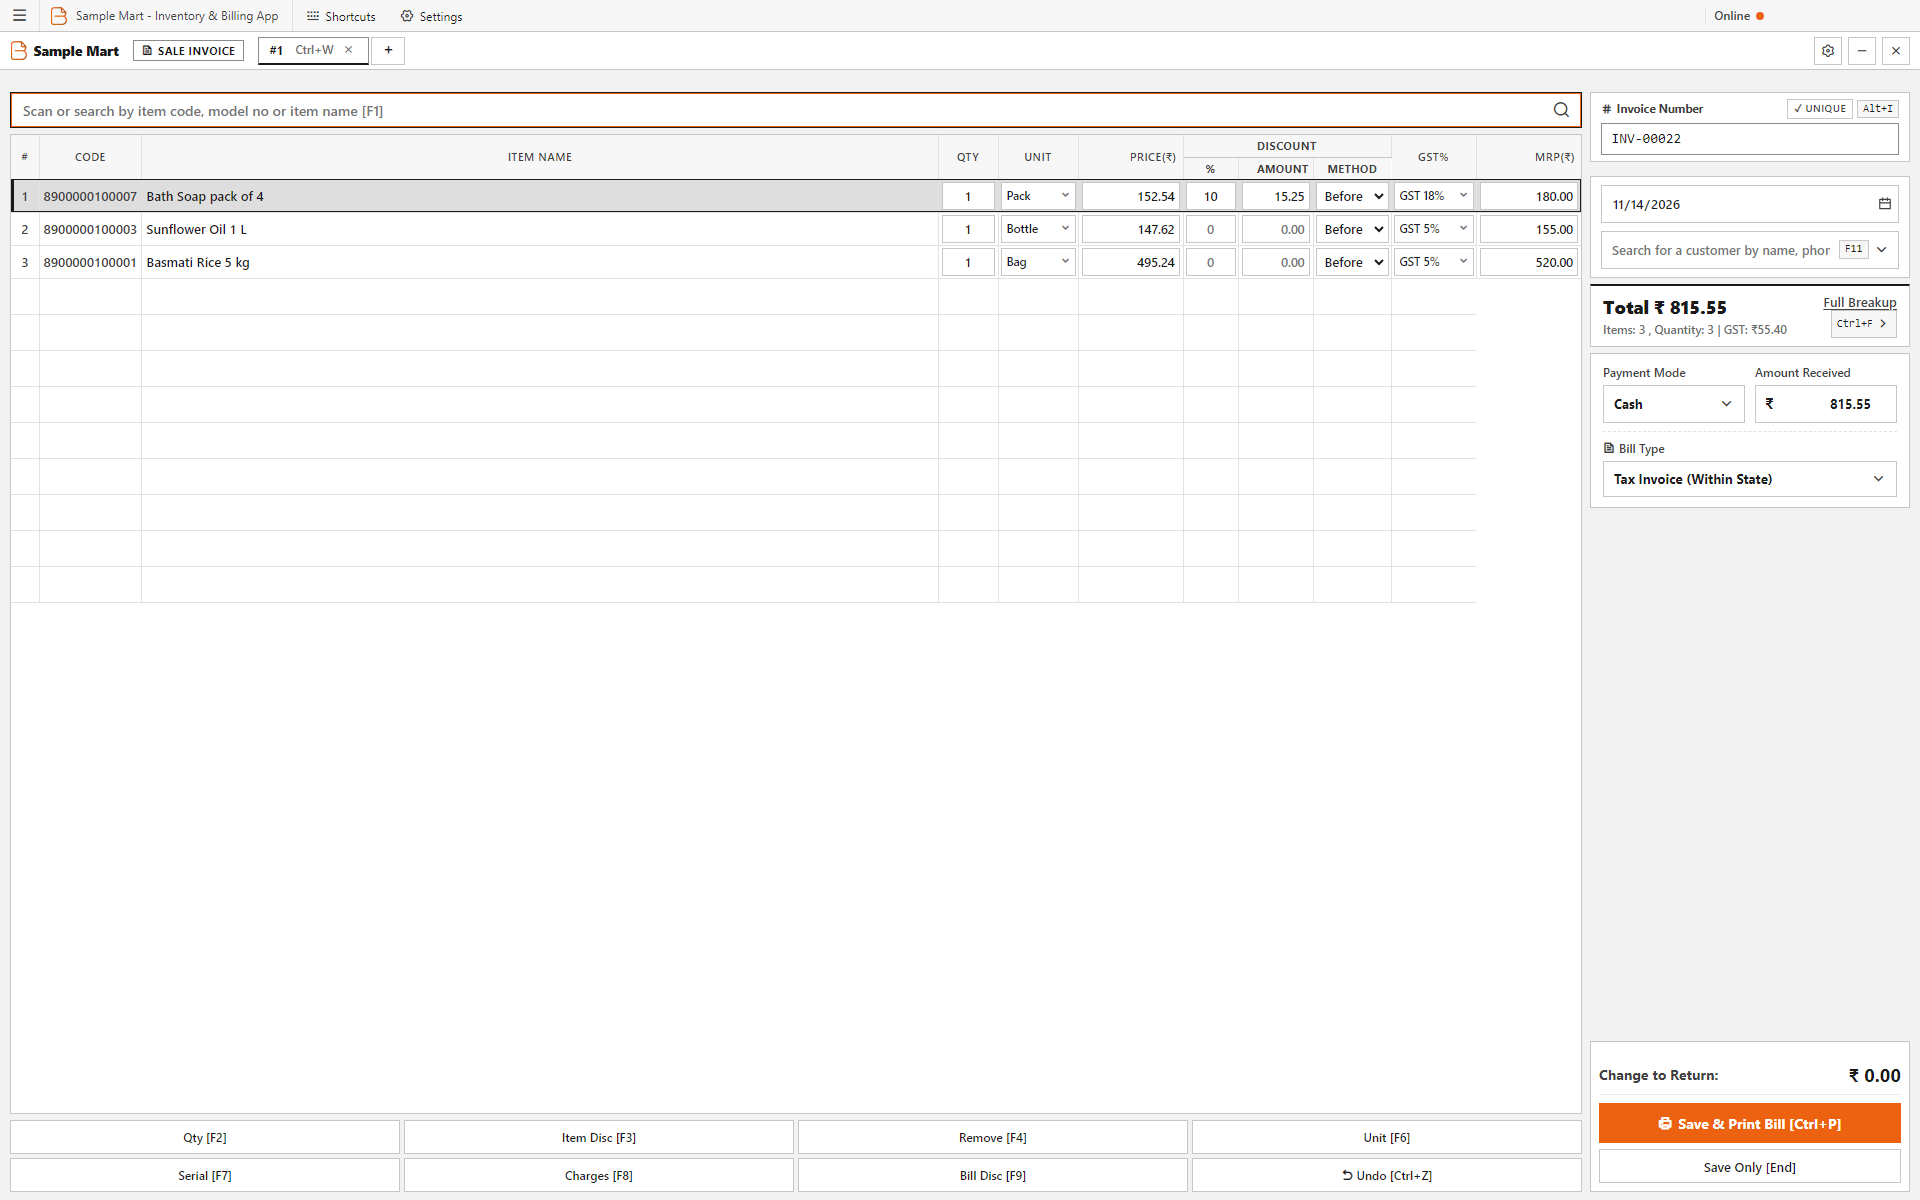 Sample Mart - Inventory & Billing App Shortcuts Settings Online
Sample Mart SALE INVOICE #1 Ctrl+W × +
Scan or search by item code, model no or item name [F1]
# CODE ITEM NAME QTY UNIT PRICE(₹) DISCOUNT GST% MRP(₹)
% AMOUNT METHOD
1 8900000100007 Bath Soap pack of 4 1 Pack 152.54 10 15.25 Before GST 18% 180.00
2 8900000100003 Sunflower Oil 1 L 1 Bottle 147.62 0 0.00 Before GST 5% 155.00
3 8900000100001 Basmati Rice 5 kg 1 Bag 495.24 0 0.00 Before GST 5% 520.00
Qty [F2] Item Disc [F3] Remove [F4] Unit [F6]
Serial [F7] Charges [F8] Bill Disc [F9] Undo [Ctrl+Z]
# Invoice Number ✓ UNIQUE Alt+I
INV-00022
11/14/2026
Search for a customer by name, phor F11
Total ₹ 815.55 Full Breakup
Items: 3 , Quantity: 3 | GST: ₹55.40 Ctrl+F
Payment Mode Amount Received
Cash ₹ 815.55
Bill Type
Tax Invoice (Within State)
Change to Return: ₹ 0.00
Save & Print Bill [Ctrl+P]
Save Only [End]